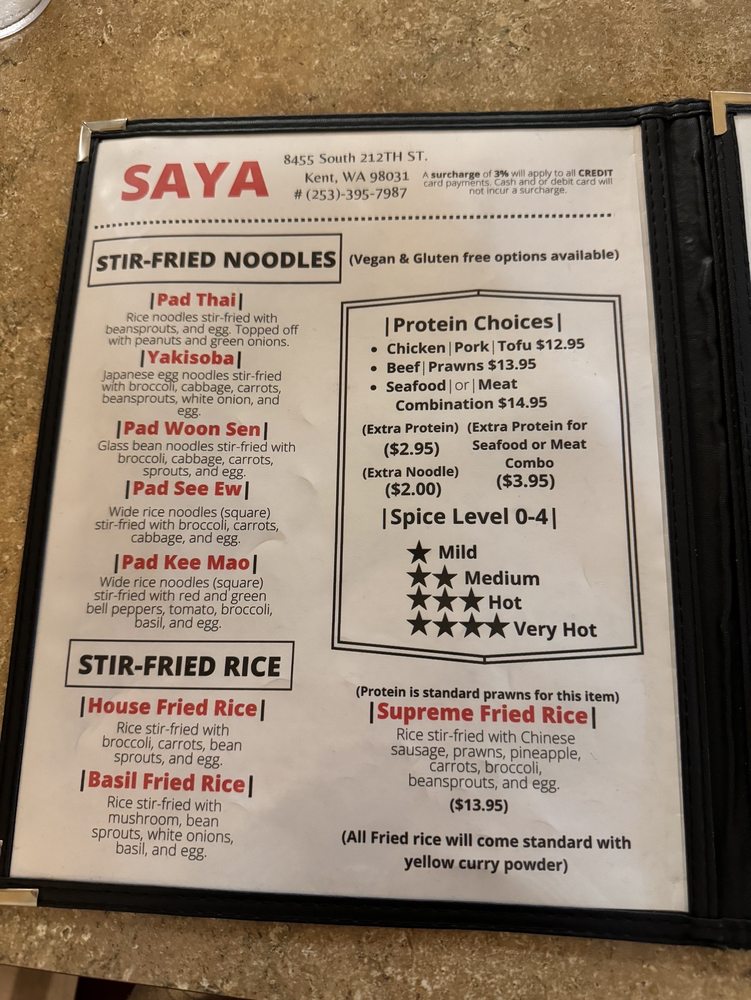 SAYA
8455 South 212TH ST.
Kent, WA 98031
# (253)-395-7987
A surcharge of 3% will apply to all CREDIT
card payments. Cash and or debit card will
not incur a surcharge.
STIR-FRIED NOODLES
(Vegan & Gluten free options available)
|Pad Thai|
Rice noodles stir-fried with
beansprouts, and egg. Topped off
with peanuts and green onions.
|Yakisoba|
Japanese egg noodles stir-fried
with broccoli, cabbage, carrots,
beansprouts, white onion, and
egg.
|Pad Woon Sen|
Glass bean noodles stir-fried with
broccoli, cabbage, carrots,
sprouts, and egg.
|Pad See Ew|
Wide rice noodles (square)
stir-fried with broccoli, carrots,
cabbage, and egg.
|Pad Kee Mao|
Wide rice noodles (square)
stir-fried with red and green
bell peppers, tomato, broccoli,
basil, and egg.
|Protein Choices|
• Chicken|Pork|Tofu $12.95
• Beef|Prawns $13.95
• Seafood|or|Meat
Combination $14.95
(Extra Protein)
($2.95)
(Extra Noodle)
($2.00)
(Extra Protein for
Seafood or Meat
Combo
($3.95)
|Spice Level 0-4|
★ Mild
★★ Medium
★★★ Hot
★★★★ Very Hot
STIR-FRIED RICE
|House Fried Rice|
Rice stir-fried with
broccoli, carrots, bean
sprouts, and egg.
|Basil Fried Rice|
Rice stir-fried with
mushroom, bean
sprouts, white onions,
basil, and egg.
(Protein is standard prawns for this item)
|Supreme Fried Rice|
Rice stir-fried with Chinese
sausage, prawns, pineapple,
carrots, broccoli,
beansprouts, and egg.
($13.95)
(All Fried rice will come standard with
yellow curry powder)